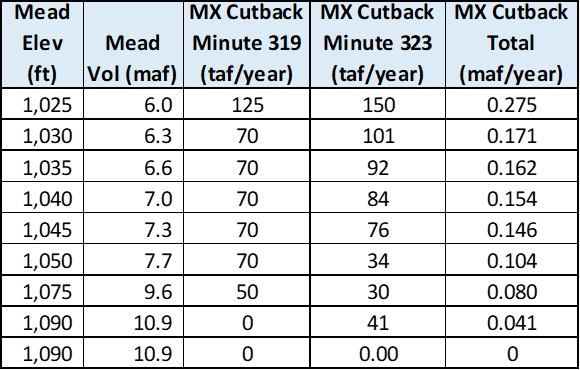 Mead Elev (ft) Mead Vol (maf) MX Cutback Minute 319 (taf/year) MX Cutback Minute 323 (taf/year) MX Cutback Total (maf/year)
1,025 6.0 125 150 0.275
1,030 6.3 70 101 0.171
1,035 6.6 70 92 0.162
1,040 7.0 70 84 0.154
1,045 7.3 70 76 0.146
1,050 7.7 70 34 0.104
1,075 9.6 50 30 0.080
1,090 10.9 0 41 0.041
1,090 10.9 0 0.00 0